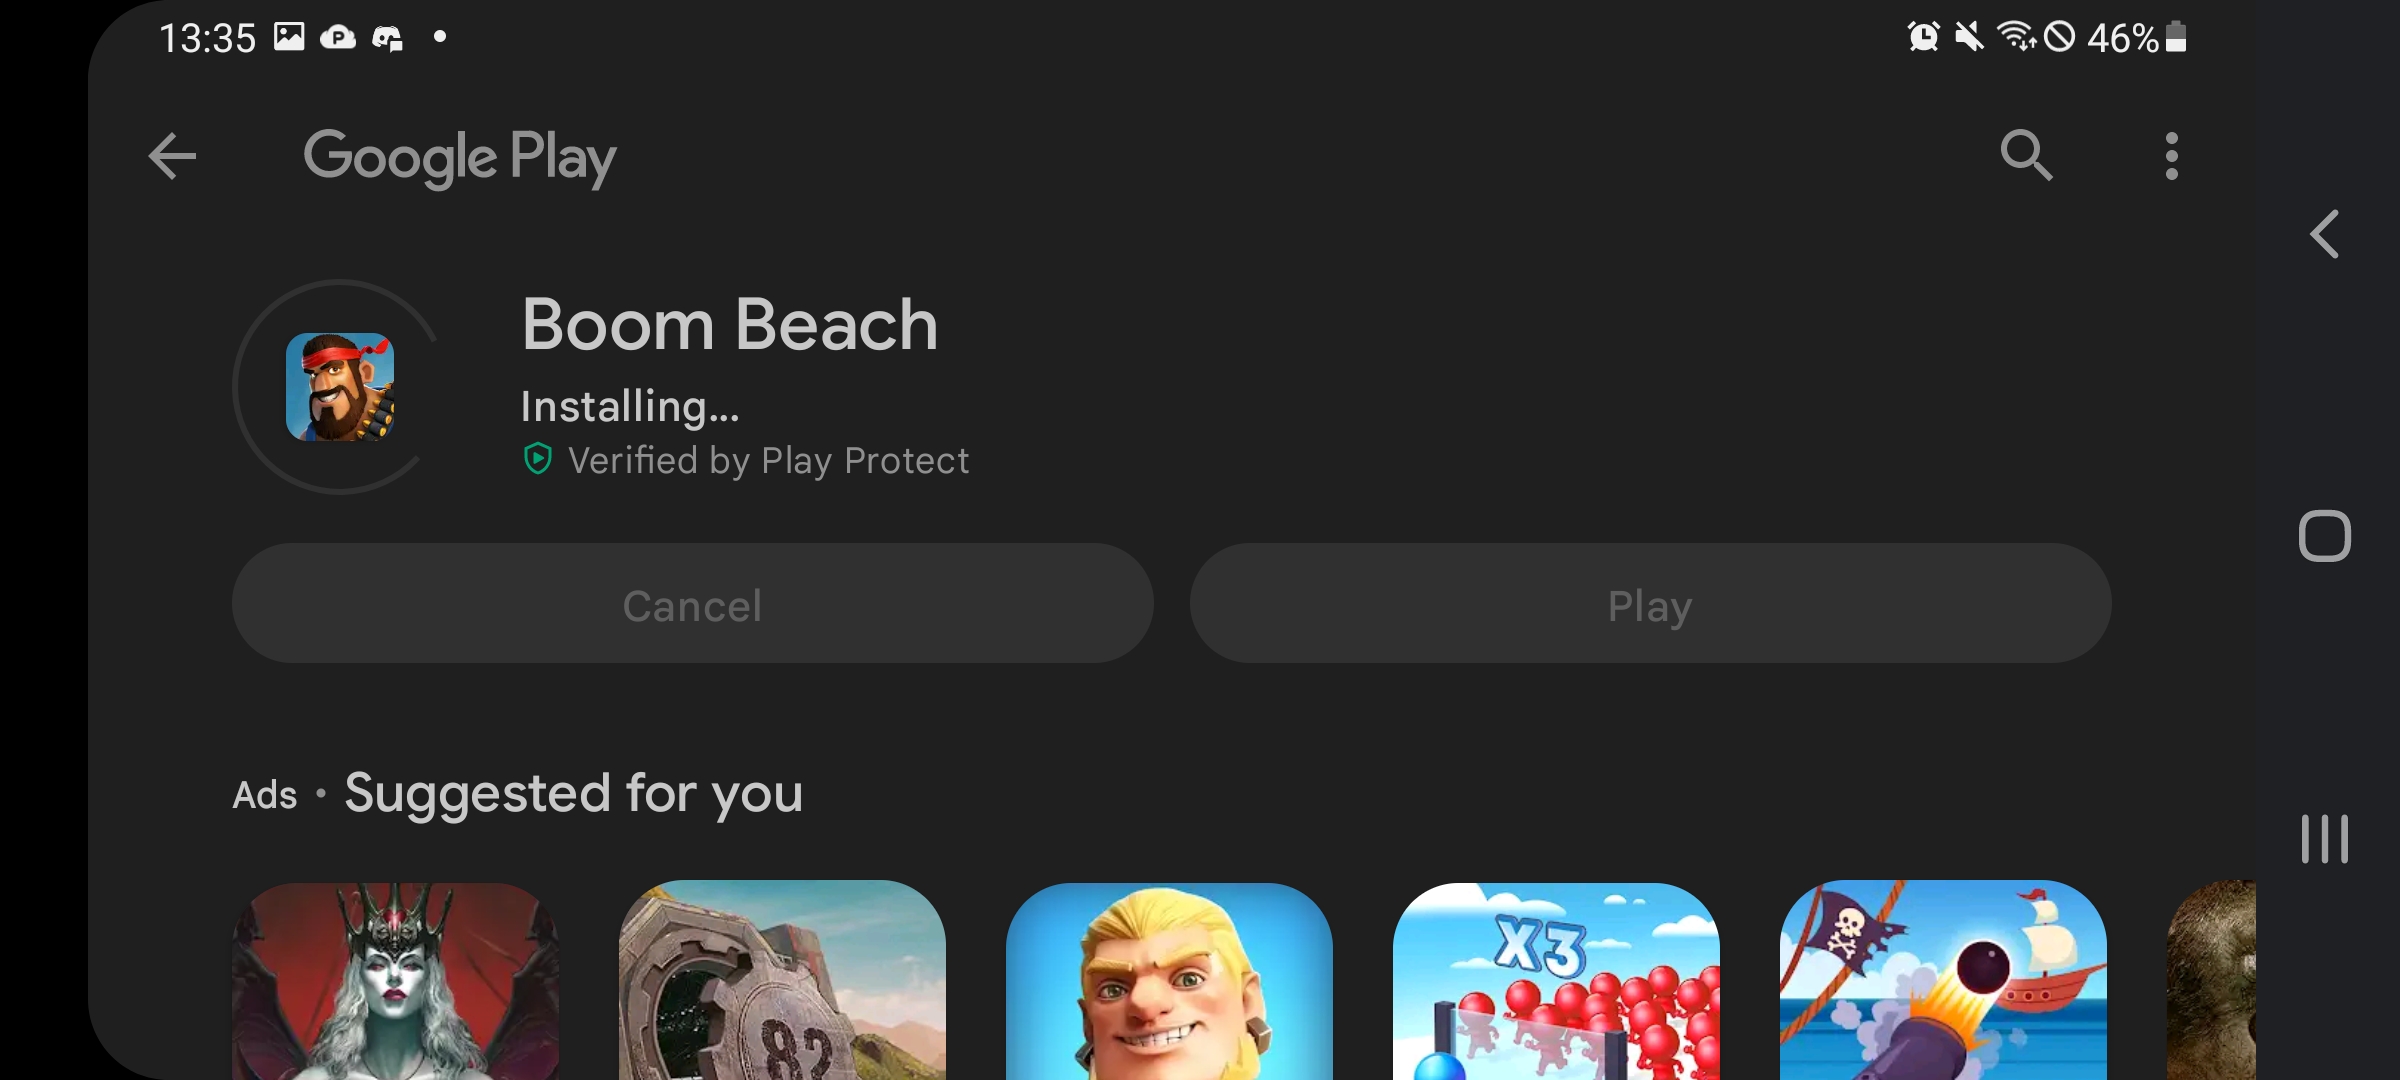 13:35
46%
Google Play
Boom Beach
Installing...
Verified by Play Protect
Cancel
Play
Ads • Suggested for you
82
X3